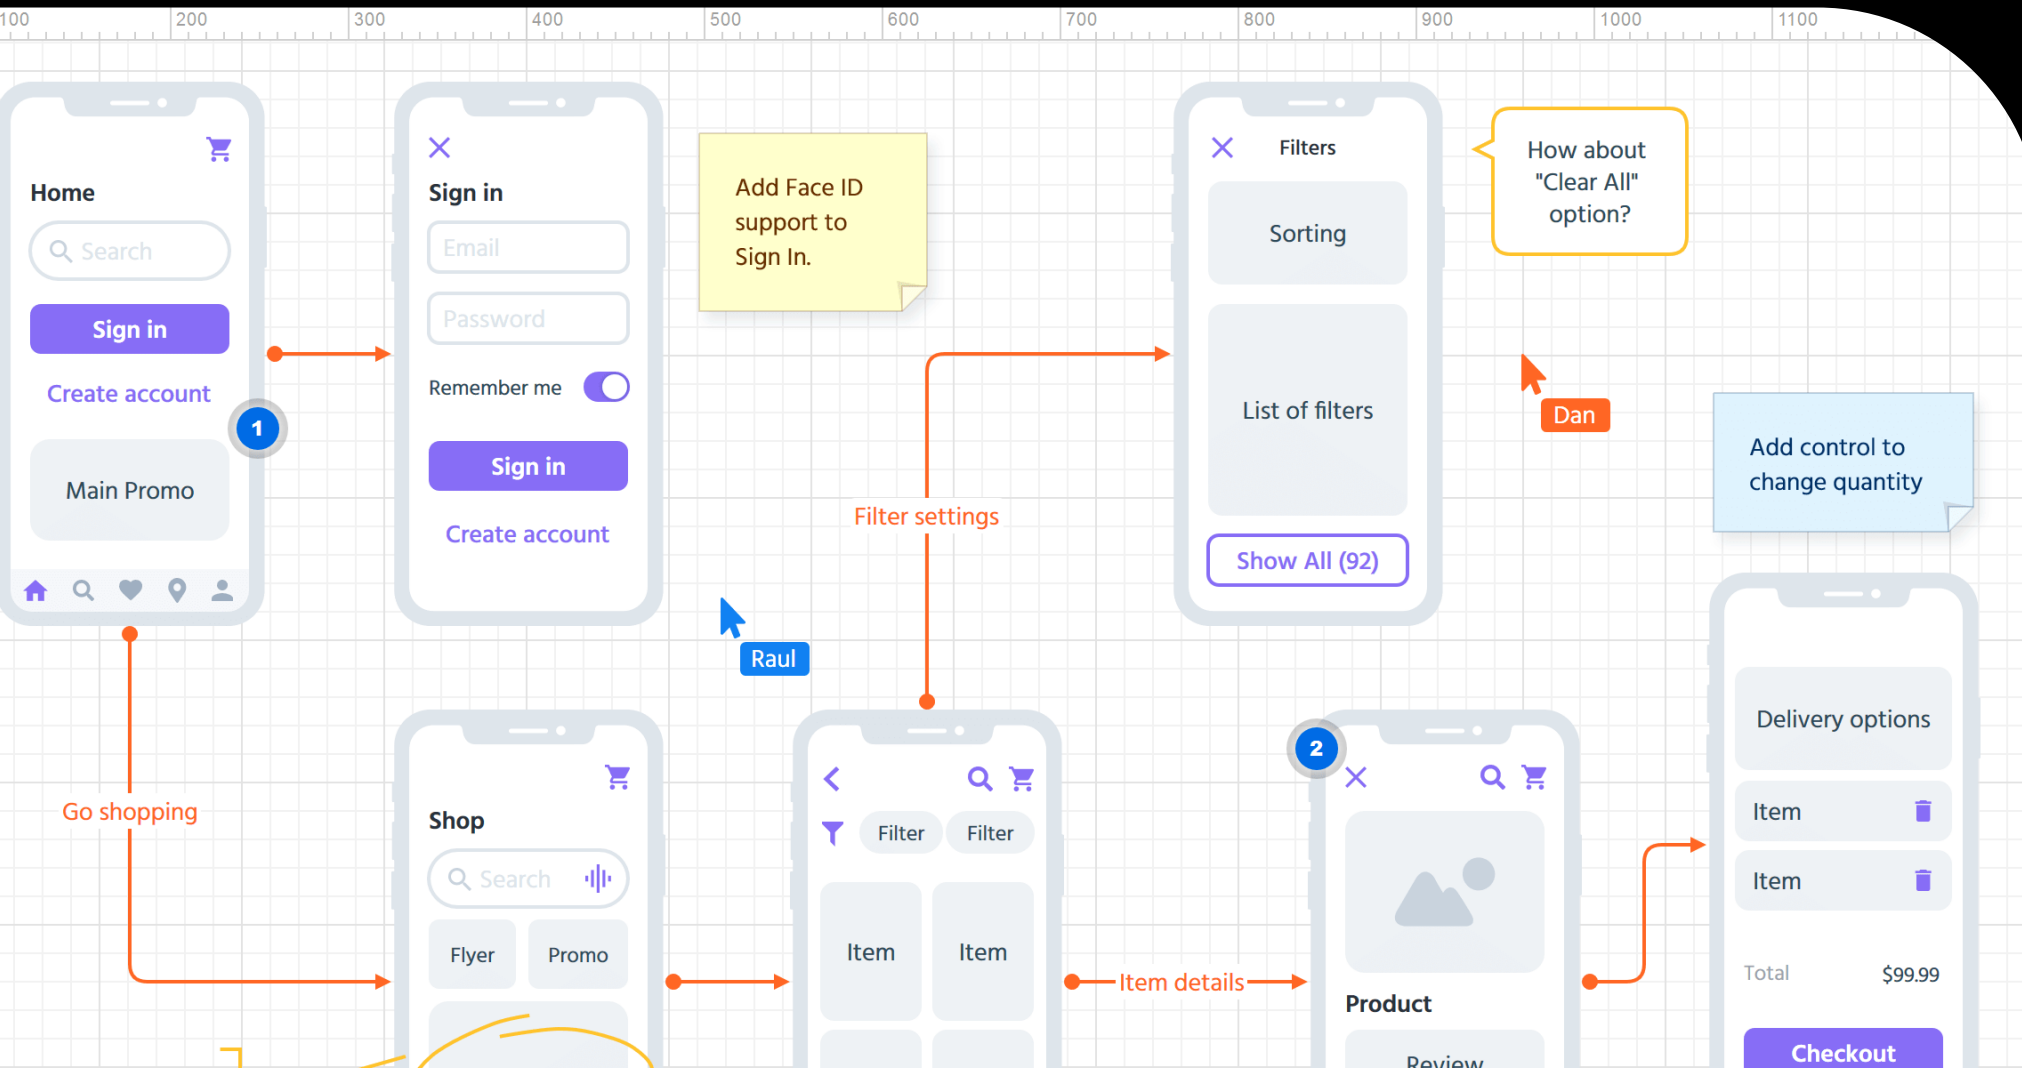 100
200
300
400
500
600
700
800
900
1000
1100
Home
Search
Sign in
Create account
1
Main Promo
Sign in
Email
Password
Remember me
Sign in
Create account
Add Face ID
support to
Sign In.
Filters
Sorting
List of filters
Show All (92)
How about
"Clear All"
option?
Dan
Add control to
change quantity
Filter settings
Raul
Go shopping
Shop
Search
Flyer
Promo
Filter
Filter
Item
Item
Item details
2
Product
Review
Delivery options
Item
Item
Total
$99.99
Checkout